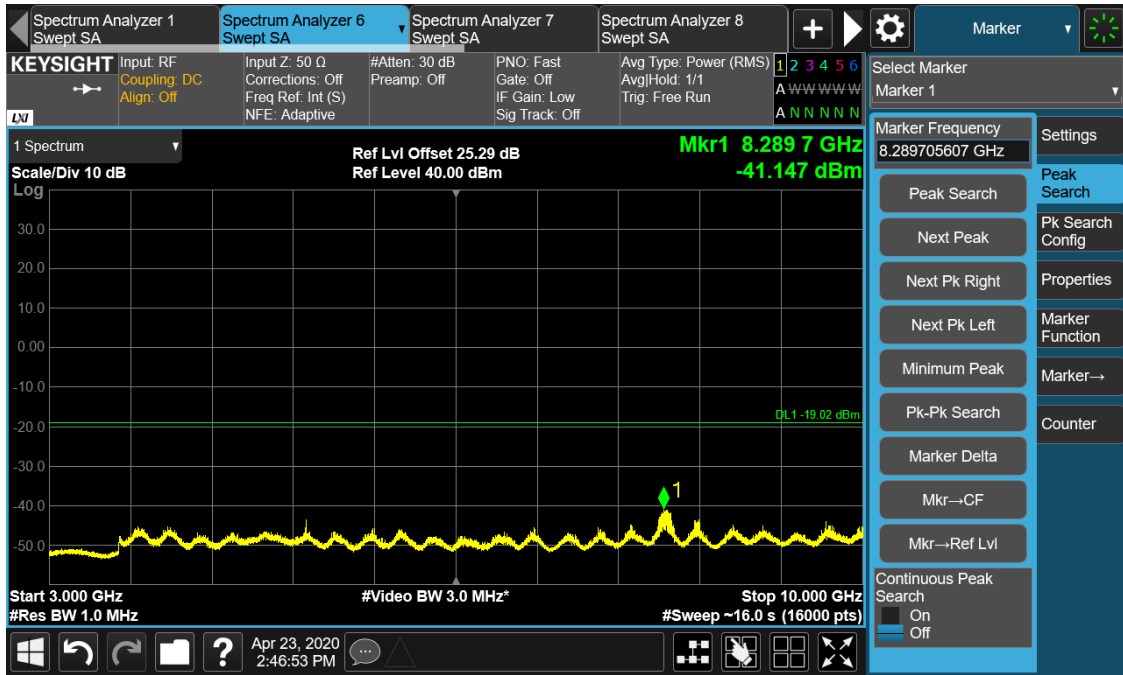 Spectrum Analyzer 1
Swept SA
Spectrum Analyzer 6
Swept SA
Spectrum Analyzer 7
Swept SA
Spectrum Analyzer 8
Swept SA
+
Marker
KEYSIGHT
LXI
Input: RF
Coupling: DC
Align: Off
Input Z: 50 Ω
Corrections: Off
Freq Ref: Int (S)
NFE: Adaptive
#Atten: 30 dB
Preamp: Off
PNO: Fast
Gate: Off
IF Gain: Low
Sig Track: Off
Avg Type: Power (RMS)
Avg|Hold: 1/1
Trig: Free Run
1 2 3 4 5 6
A W W W W W
A N N N N N
Select Marker
Marker 1
1 Spectrum
Scale/Div 10 dB
Log
Ref Lvl Offset 25.29 dB
Ref Level 40.00 dBm
Mkr1 8.289 7 GHz
-41.147 dBm
30.0
20.0
10.0
0.00
-10.0
-20.0
-30.0
-40.0
-50.0
DL1 -19.02 dBm
1
Start 3.000 GHz
#Res BW 1.0 MHz
#Video BW 3.0 MHz*
Stop 10.000 GHz
#Sweep ~16.0 s (16000 pts)
Marker Frequency
8.289705607 GHz
Peak Search
Next Peak
Next Pk Right
Next Pk Left
Minimum Peak
Pk-Pk Search
Marker Delta
Mkr→CF
Mkr→Ref Lvl
Continuous Peak
Search
On
Off
Settings
Peak
Search
Pk Search
Config
Properties
Marker
Function
Marker→
Counter
?
Apr 23, 2020
2:46:53 PM